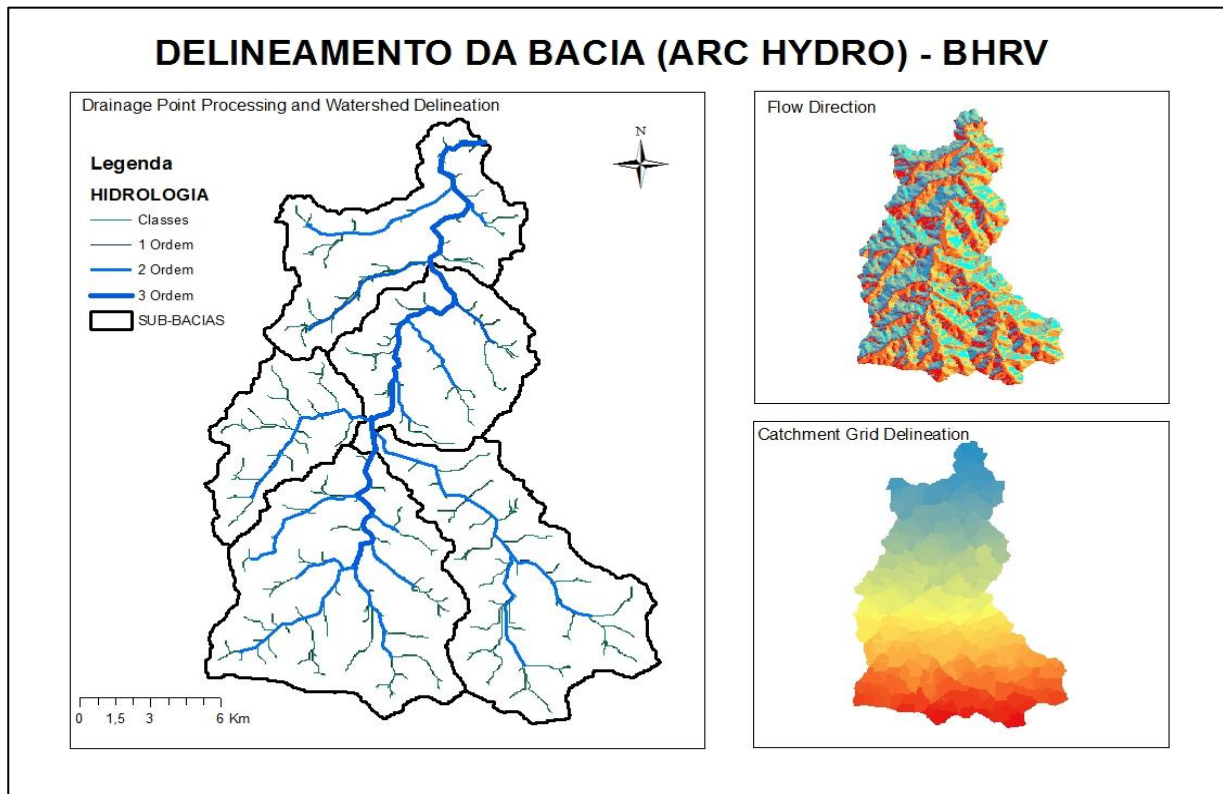 DELINEAMENTO DA BACIA (ARC HYDRO) - BHRV
Drainage Point Processing and Watershed Delineation
N
Legenda
HIDROLOGIA
Classes
1 Ordem
2 Ordem
3 Ordem
SUB-BACIAS
0 1,5 3 6 Km
Flow Direction
Catchment Grid Delineation